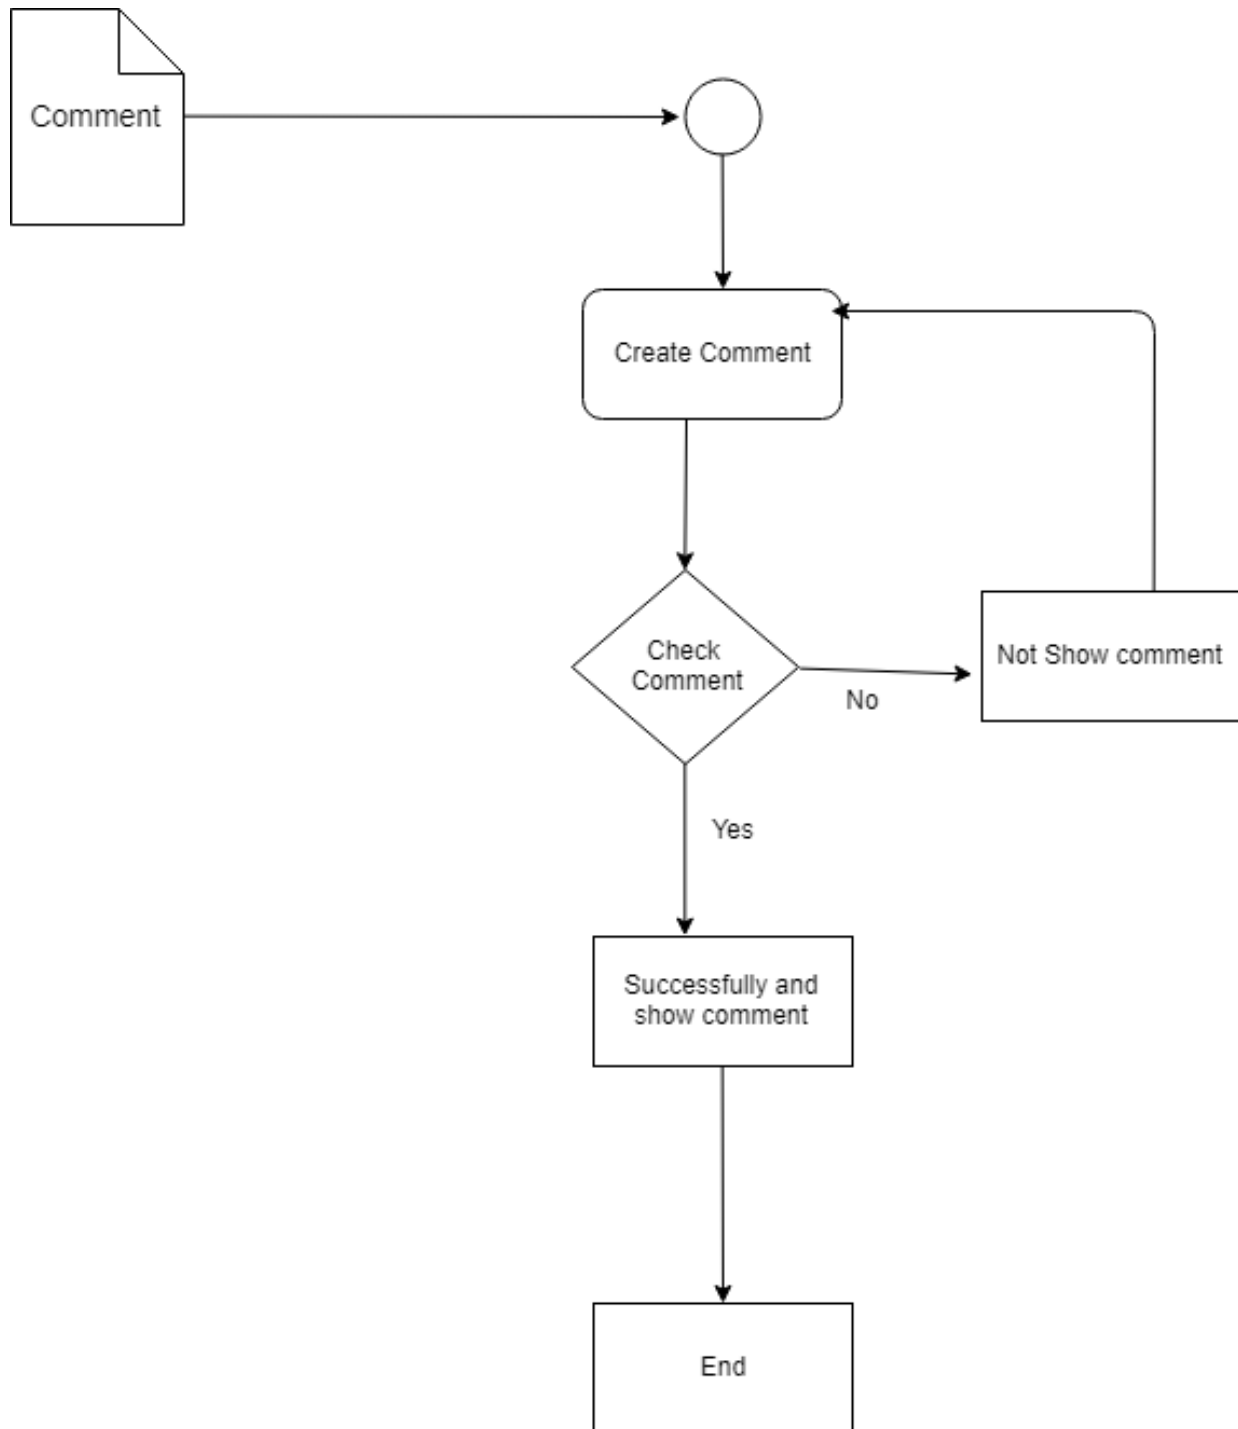 Comment
Create Comment
Check
Comment
No
Not Show comment
Yes
Successfully and
show comment
End